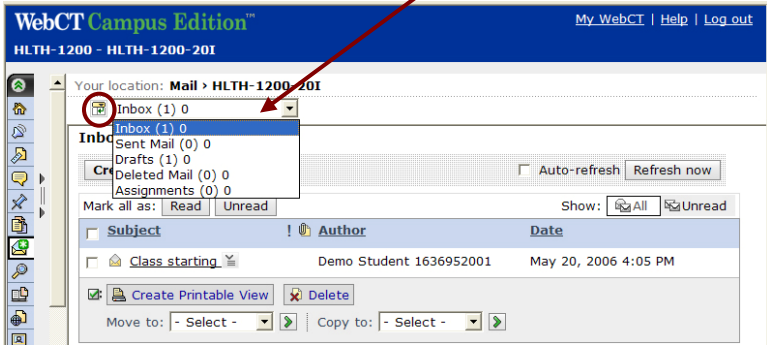 WebCT Campus Edition™
My WebCT | Help | Log out
HLTH-1200 - HLTH-1200-20I
Your location: Mail › HLTH-1200-20I
Inbox (1) 0
Inbox (1) 0
Sent Mail (0) 0
Drafts (1) 0
Deleted Mail (0) 0
Assignments (0) 0
Inbo
Cre
Auto-refresh Refresh now
Mark all as: Read Unread Show: All Unread
Subject ! Author Date
Class starting Demo Student 1636952001 May 20, 2006 4:05 PM
Create Printable View Delete
Move to: - Select - Copy to: - Select -